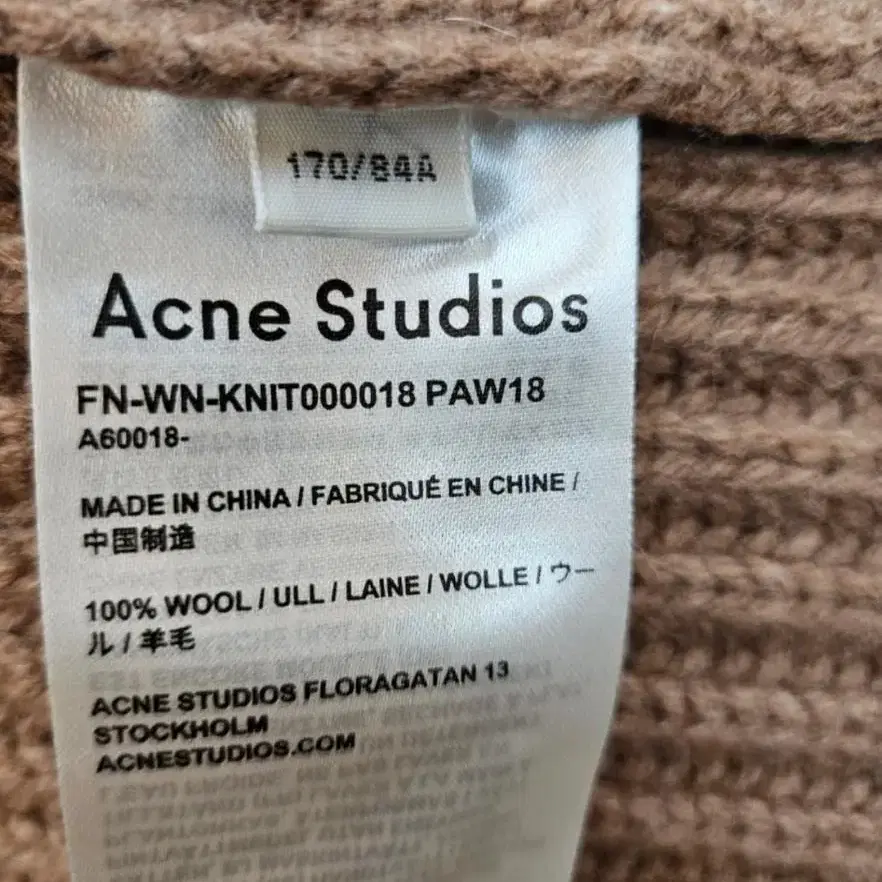 170/84A
Acne Studios
FN-WN-KNIT000018 PAW18
A60018-
MADE IN CHINA / FABRIQUÉ EN CHINE /
中国制造
100% WOOL / ULL / LAINE / WOLLE / ウー
ル / 羊毛
ACNE STUDIOS FLORAGATAN 13
STOCKHOLM
ACNESTUDIOS.COM